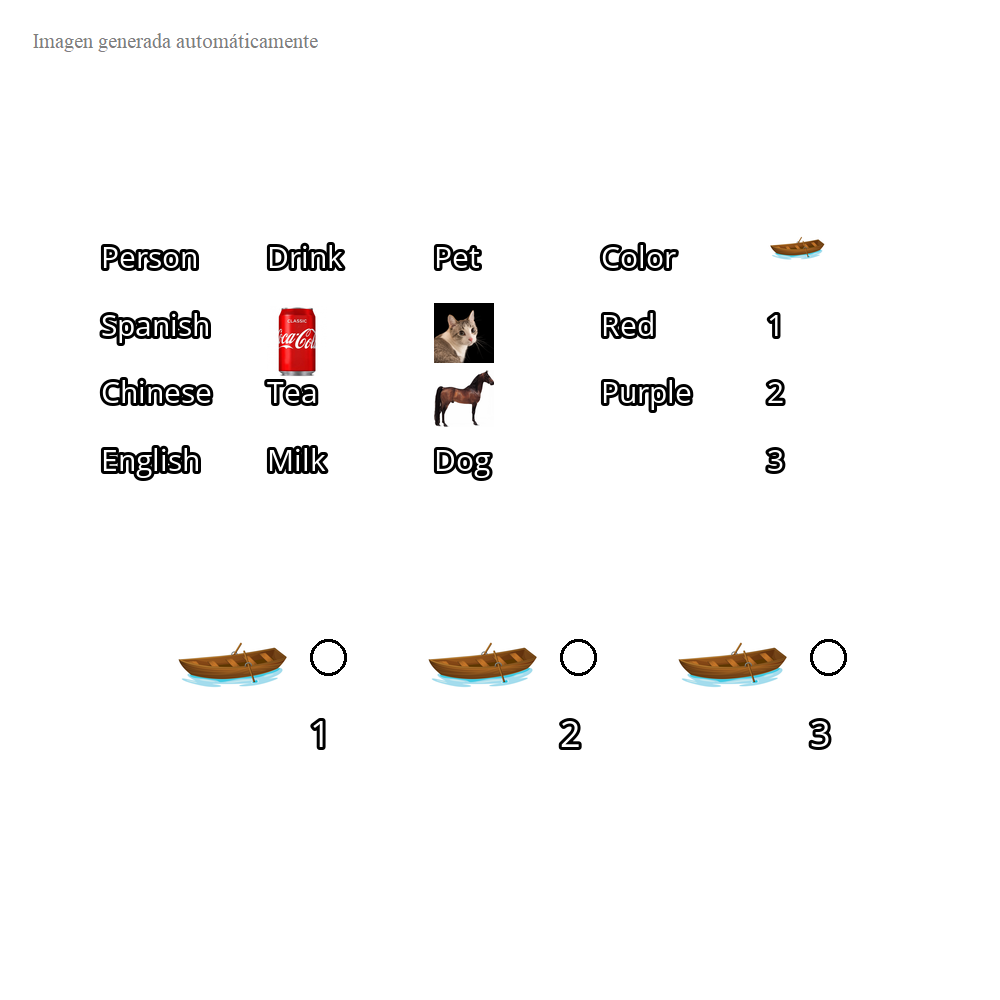 Imagen generada automáticamente
Person Drink Pet Color
Spanish CLASSIC Coca-Cola Red 1
Chinese Tea Purple 2
English Milk Dog 3
1 2 3